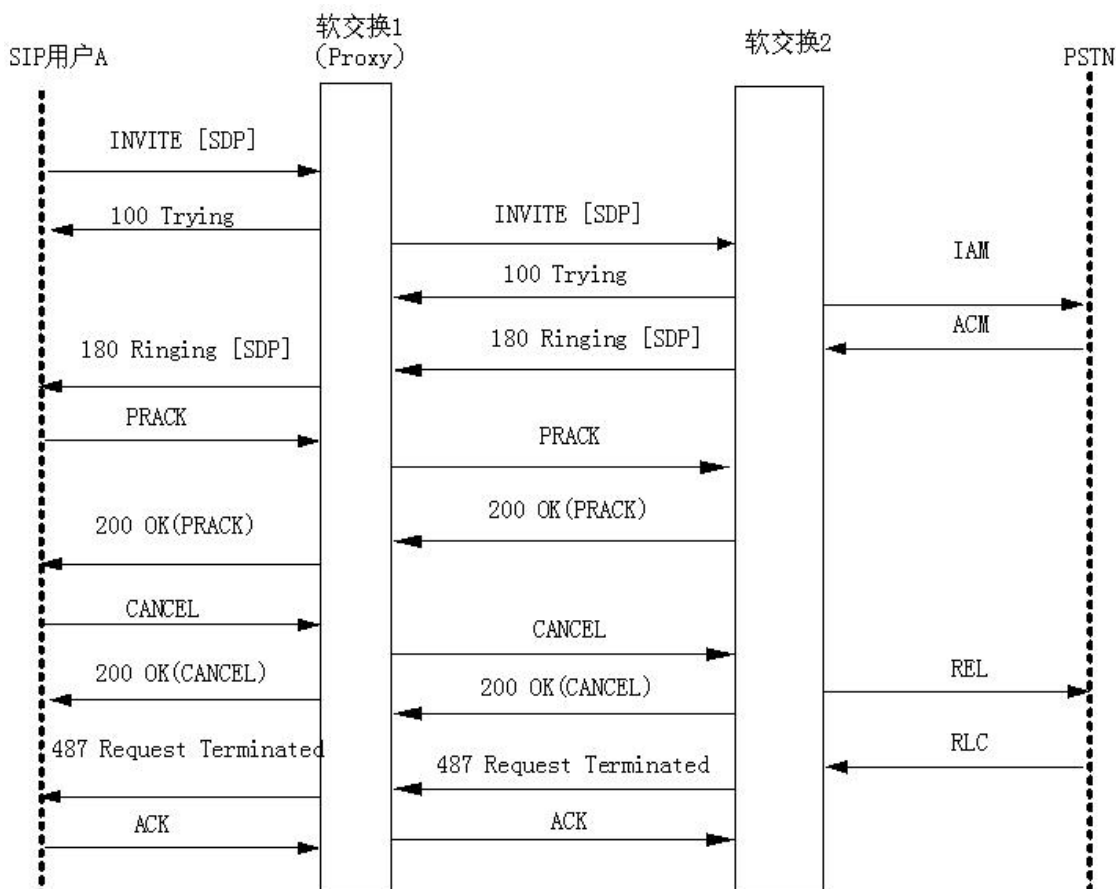 软交换1
(Proxy)
软交换2
SIP用户A
PSTN
INVITE [SDP]
100 Trying
INVITE [SDP]
IAM
100 Trying
ACM
180 Ringing [SDP]
180 Ringing [SDP]
PRACK
PRACK
200 OK(PRACK)
200 OK(PRACK)
CANCEL
CANCEL
200 OK(CANCEL)
REL
200 OK(CANCEL)
RLC
487 Request Terminated
487 Request Terminated
ACK
ACK